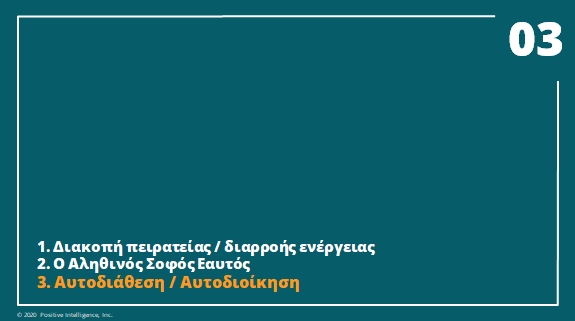 03
1. Διακοπή πειρατείας / διαρροής ενέργειας
2. Ο Αληθινός Σοφός Εαυτός
3. Αυτοδιάθεση / Αυτοδιοίκηση
© 2020 Positive Intelligence, Inc.